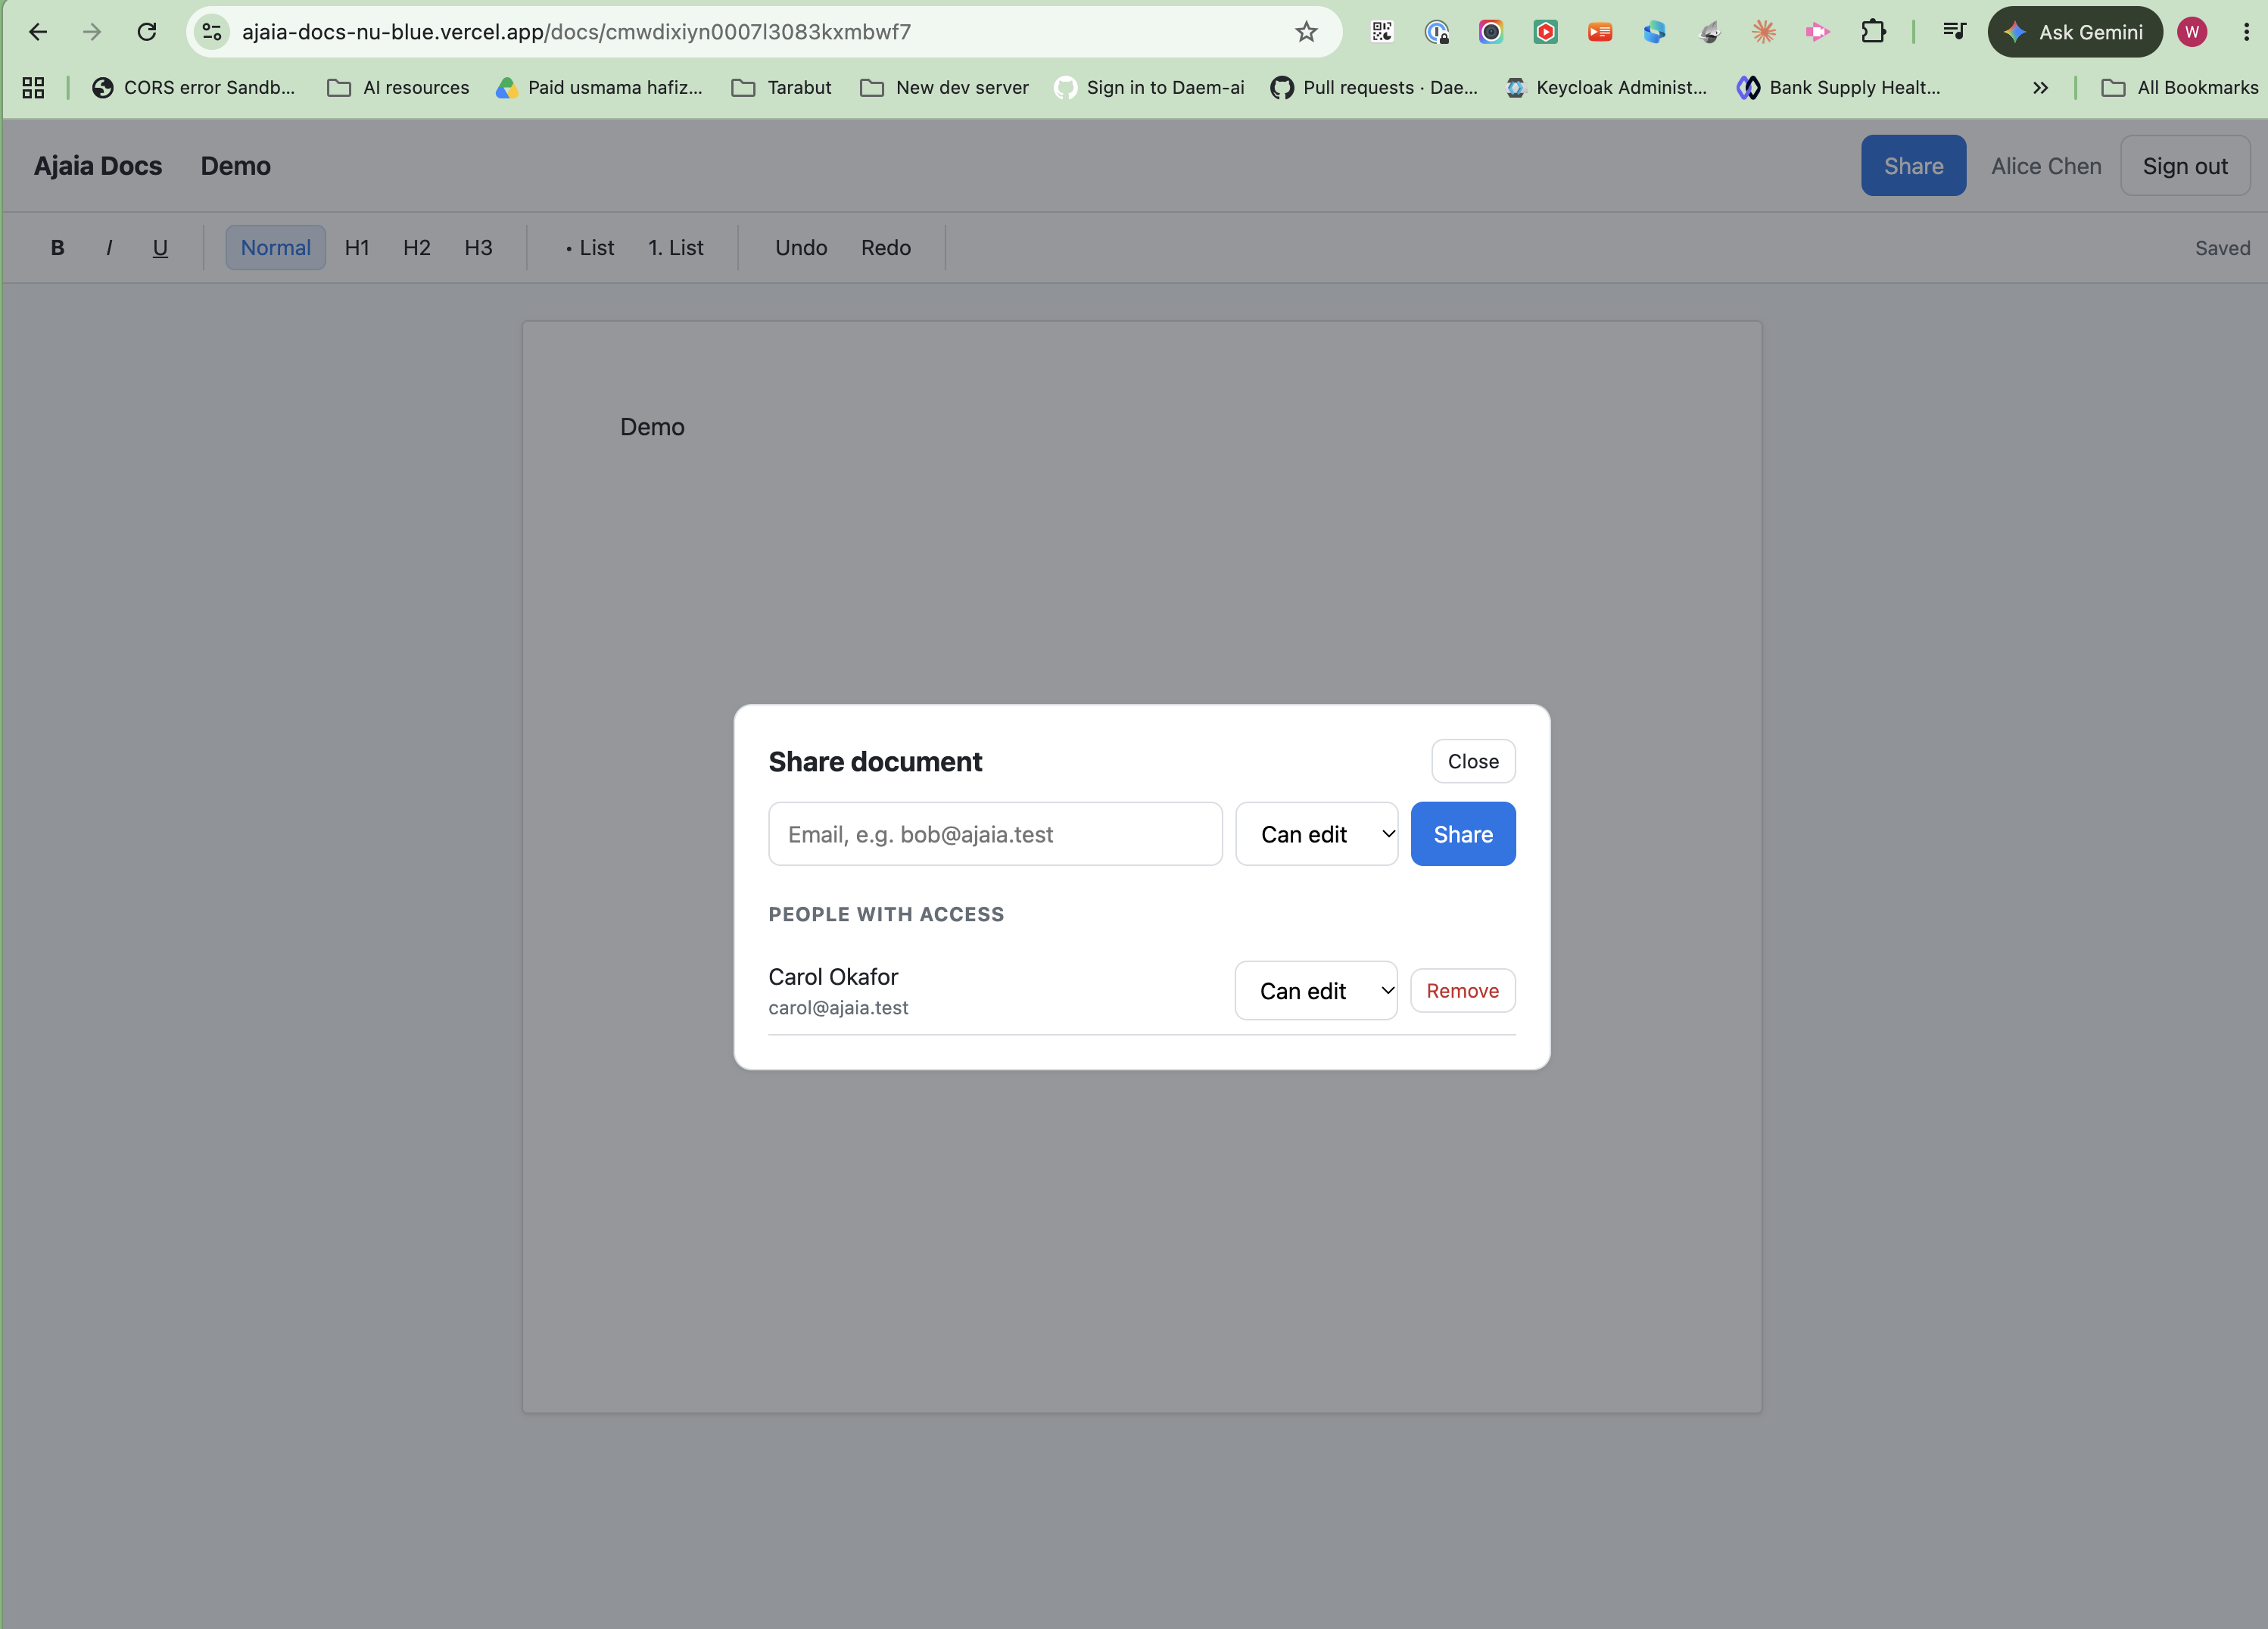 ajaia-docs-nu-blue.vercel.app/docs/cmwdixiyn0007l3083kxmbwf7
Ask Gemini
W
CORS error Sandb...
AI resources
Paid usmama hafiz...
Tarabut
New dev server
Sign in to Daem-ai
Pull requests · Dae...
Keycloak Administ...
Bank Supply Healt...
»
All Bookmarks
Ajaia Docs
Demo
Share
Alice Chen
Sign out
B
I
U
Normal
H1
H2
H3
• List
1. List
Undo
Redo
Saved
Demo
Share document
Close
Email, e.g. bob@ajaia.test
Can edit
Share
PEOPLE WITH ACCESS
Carol Okafor
carol@ajaia.test
Can edit
Remove